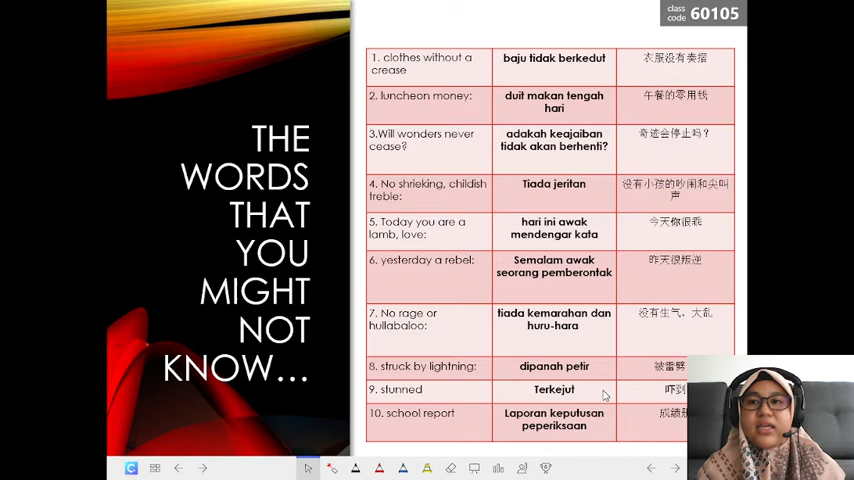 class
code 60105
THE
WORDS
THAT
YOU
MIGHT
NOT
KNOW...
1. clothes without a
crease
baju tidak berkedut
衣服没有奏摺
2. luncheon money:
duit makan tengah
hari
午餐的零用钱
3.Will wonders never
cease?
adakah keajaiban
tidak akan berhenti?
奇迹会停止吗？
4. No shrieking, childish
treble:
Tiada jeritan
没有小孩的吵闹和尖叫
声
5. Today you are a
lamb, love:
hari ini awak
mendengar kata
今天你很乖
6. yesterday a rebel:
Semalam awak
seorang pemberontak
昨天很叛逆
7. No rage or
hullabaloo:
tiada kemarahan dan
huru-hara
没有生气，大乱
8. struck by lightning:
dipanah petir
被雷劈
9. stunned
Terkejut
吓到
10. school report
Laporan keputusan
peperiksaan
成绩